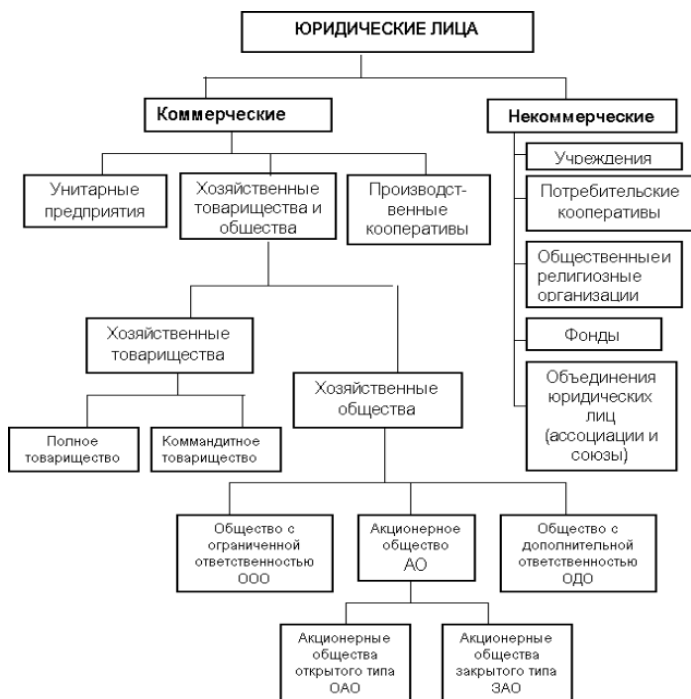 ЮРИДИЧЕСКИЕ ЛИЦА
Коммерческие
Некоммерческие
Унитарные
предприятия
Хозяйственные
товарищества и
общества
Производст-
венные
кооперативы
Учреждения
Потребительские
кооперативы
Общественные и
религиозные
организации
Фонды
Объединения
юридических
лиц
(ассоциации и
союзы)
Хозяйственные
товарищества
Хозяйственные
общества
Полное
товарищество
Коммандитное
товарищество
Общество с
ограниченной
ответственностью
ООО
Акционерное
общество
АО
Общество с
дополнительной
ответственностью
ОДО
Акционерные
общества
открытого типа
ОАО
Акционерные
общества
закрытого типа
ЗАО